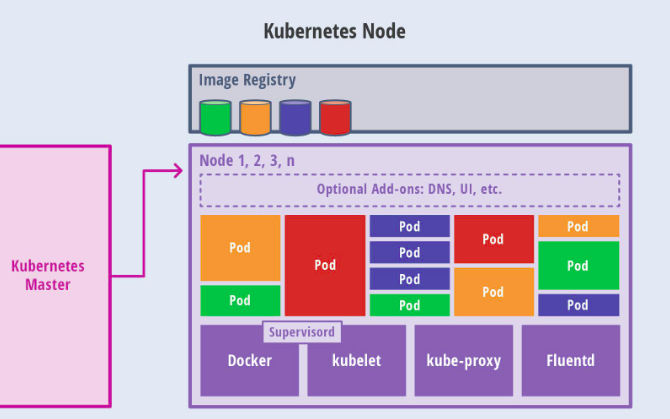 Kubernetes Node
Image Registry
Kubernetes
Master
Node 1, 2, 3, n
Optional Add-ons: DNS, UI, etc.
Pod
Pod
Pod
Pod
Pod
Pod
Pod
Pod
Pod
Pod
Pod
Pod
Supervisord
Docker
kubelet
kube-proxy
Fluentd